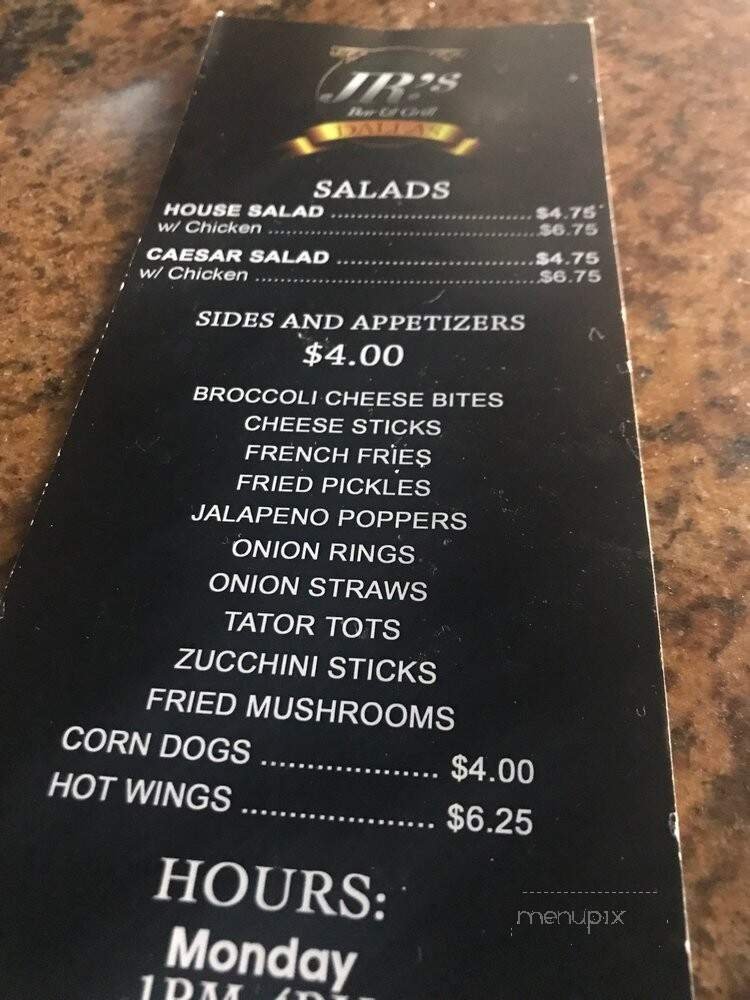 JR.'s
Bar & Grill
DALLAS
SALADS
HOUSE SALAD ........................ $4.75
w/ Chicken ........................ $6.75
CAESAR SALAD ........................ $4.75
w/ Chicken ........................ $6.75
SIDES AND APPETIZERS
$4.00
BROCCOLI CHEESE BITES
CHEESE STICKS
FRENCH FRIES
FRIED PICKLES
JALAPENO POPPERS
ONION RINGS
ONION STRAWS
TATOR TOTS
ZUCCHINI STICKS
FRIED MUSHROOMS
CORN DOGS .................. $4.00
HOT WINGS .................... $6.25
HOURS:
Monday
1PM
menupix